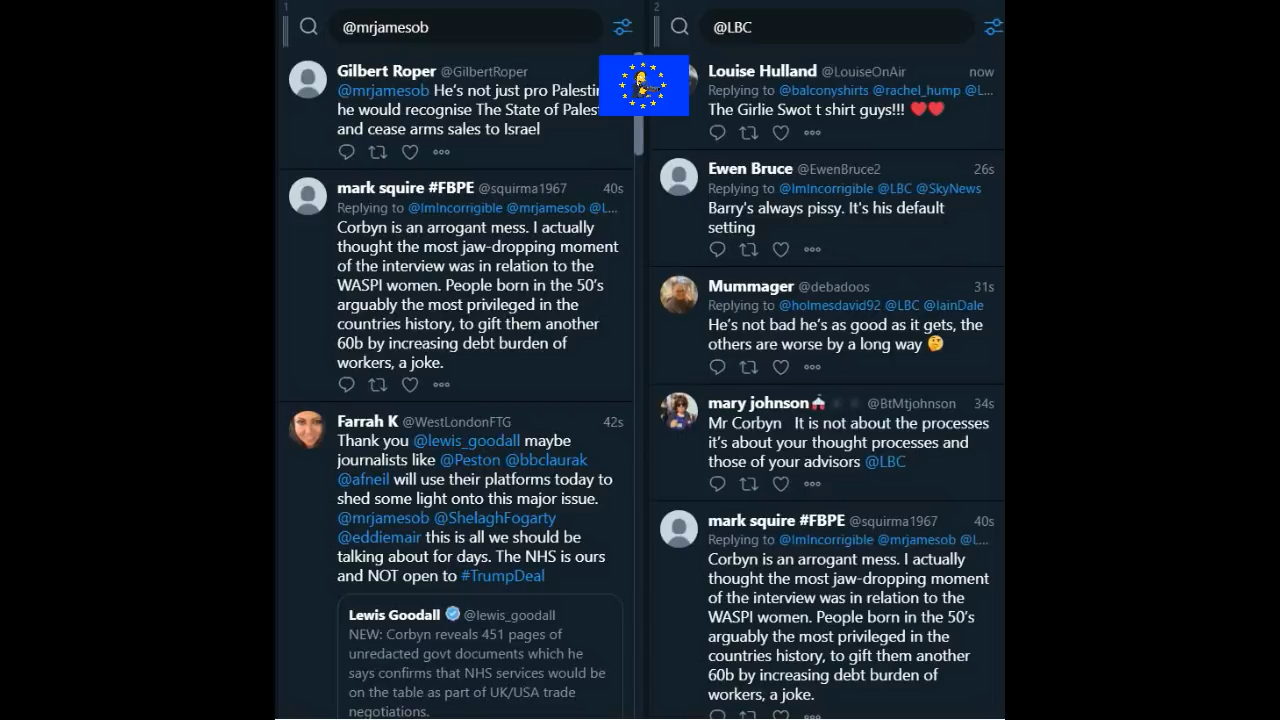 1
@mrjamesob
Gilbert Roper @GilbertRoper
@mrjamesob He's not just pro
he would recognise The State of
and cease arms sales to Israel
mark squire #FBPE @squirma1967 40s
Replying to @ImIncorrigible @mrjamesob @L...
Corbyn is an arrogant mess. I actually
thought the most jaw-dropping moment
of the interview was in relation to the
WASPI women. People born in the 50's
arguably the most privileged in the
countries history, to gift them another
60b by increasing debt burden of
workers, a joke.
Farrah K @WestLondonFTG 42s
Thank you @lewis_goodall maybe
journalists like @Peston @bbclaurak
@afneil will use their platforms today to
shed some light onto this major issue.
@mrjamesob @ShelaghFogarty
@eddiemair this is all we should be
talking about for days. The NHS is ours
and NOT open to #TrumpDeal
Lewis Goodall @lewis_goodall
NEW: Corbyn reveals 451 pages of
unredacted govt documents which he
says confirms that NHS services would be
on the table as part of UK/USA trade
negotiations.
2
@LBC
Louise Hulland @LouiseOnAir now
Replying to @balconyshirts @rachel_hump @L...
The Girlie Swot t shirt guys!!! ❤️❤️
Ewen Bruce @EwenBruce2 26s
Replying to @ImIncorrigible @LBC @SkyNews
Barry's always pissy. It's his default
setting
Mummager @debadoos 31s
Replying to @holmesdavid92 @LBC @IainDale
He's not bad he's as good as it gets, the
others are worse by a long way 🤔
mary johnson @BtMtjohnson 34s
Mr Corbyn It is not about the processes
it's about your thought processes and
those of your advisors @LBC
mark squire #FBPE @squirma1967 40s
Replying to @ImIncorrigible @mrjamesob @L...
Corbyn is an arrogant mess. I actually
thought the most jaw-dropping moment
of the interview was in relation to the
WASPI women. People born in the 50's
arguably the most privileged in the
countries history, to gift them another
60b by increasing debt burden of
workers, a joke.